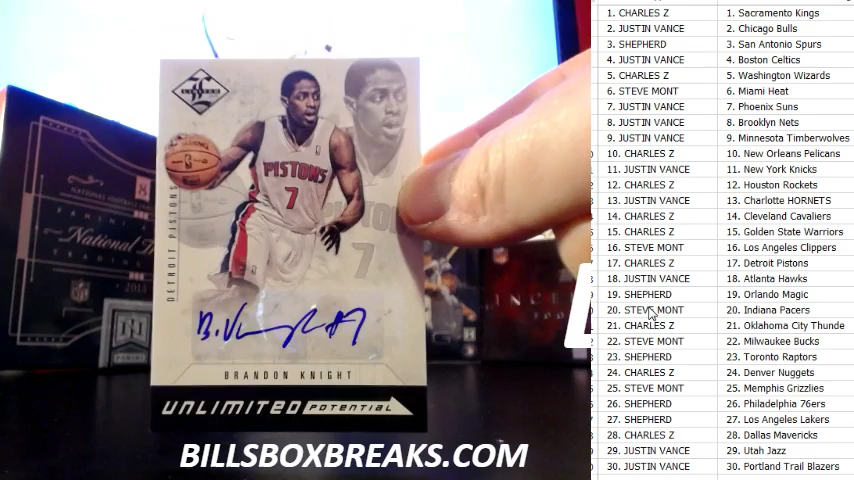 LIMITED
DETROIT PISTONS
PISTONS
7
7
BRANDON KNIGHT
UNLIMITED POTENTIAL
National
BILLSBOXBREAKS.COM
1. CHARLES Z 1. Sacramento Kings
2. JUSTIN VANCE 2. Chicago Bulls
3. SHEPHERD 3. San Antonio Spurs
4. JUSTIN VANCE 4. Boston Celtics
5. CHARLES Z 5. Washington Wizards
6. STEVE MONT 6. Miami Heat
7. JUSTIN VANCE 7. Phoenix Suns
8. JUSTIN VANCE 8. Brooklyn Nets
9. JUSTIN VANCE 9. Minnesota Timberwolves
10. CHARLES Z 10. New Orleans Pelicans
11. JUSTIN VANCE 11. New York Knicks
12. CHARLES Z 12. Houston Rockets
13. JUSTIN VANCE 13. Charlotte HORNETS
14. CHARLES Z 14. Cleveland Cavaliers
15. CHARLES Z 15. Golden State Warriors
16. STEVE MONT 16. Los Angeles Clippers
17. CHARLES Z 17. Detroit Pistons
18. JUSTIN VANCE 18. Atlanta Hawks
19. SHEPHERD 19. Orlando Magic
20. STEVE MONT 20. Indiana Pacers
21. CHARLES Z 21. Oklahoma City Thunde
22. STEVE MONT 22. Milwaukee Bucks
23. SHEPHERD 23. Toronto Raptors
24. CHARLES Z 24. Denver Nuggets
25. STEVE MONT 25. Memphis Grizzlies
26. SHEPHERD 26. Philadelphia 76ers
27. SHEPHERD 27. Los Angeles Lakers
28. CHARLES Z 28. Dallas Mavericks
29. JUSTIN VANCE 29. Utah Jazz
30. JUSTIN VANCE 30. Portland Trail Blazers